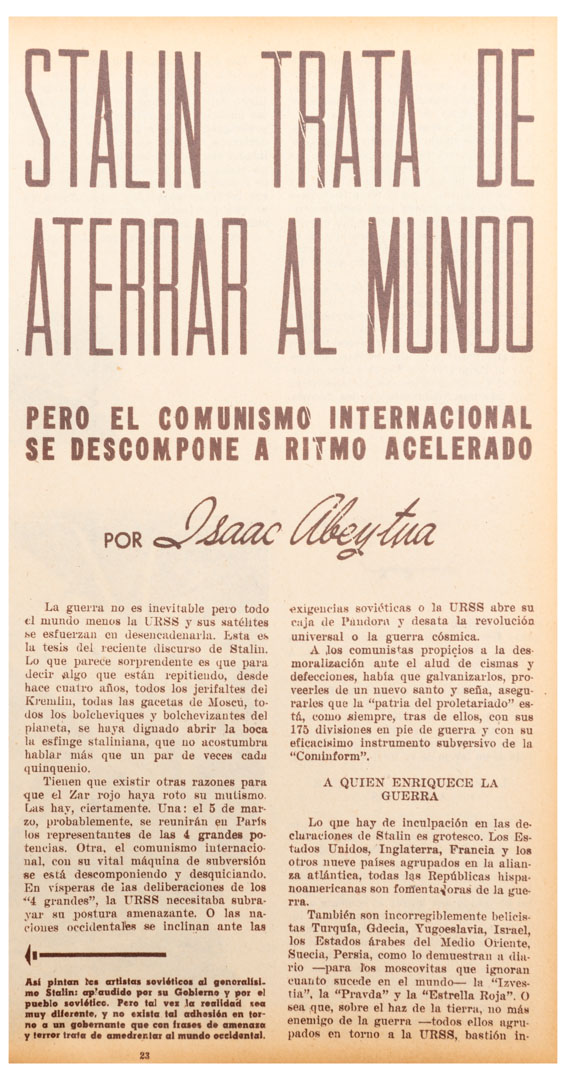 STALIN TRATA DE
ATERRAR AL MUNDO
PERO EL COMUNISMO INTERNACIONAL
SE DESCOMPONE A RITMO ACELERADO
POR Isaac Abeytua
La guerra no es inevitable pero todo
el mundo menos la URSS y sus satélites
se esfuerzan en desencadenarla. Esta es
la tesis del reciente discurso de Stalin.
Lo que parece sorprendente es que para
decir algo que están repitiendo, desde
hace cuatro años, todos los jerifaltes del
Kremlin, todas las gacetas de Moscú, to-
dos los bolcheviques y bolchevizantes del
planeta, se haya dignado abrir la boca
la esfinge staliniana, que no acostumbra
hablar más que un par de veces cada
quinquenio.
Tienen que existir otras razones para
que el Zar rojo haya roto su mutismo.
Las hay, ciertamente. Una: el 5 de mar-
zo, probablemente, se reunirán en París
los representantes de las 4 grandes po-
tencias. Otra, el comunismo internacio-
nal, con su vital máquina de subversión
se está descomponiendo y desquiciando.
En vísperas de las deliberaciones de los
"4 grandes", la URSS necesitaba subra-
yar su postura amenazante. O las na-
ciones occidentales se inclinan ante las
Así pintan los artistas soviéticos al generalísi-
mo Stalin: aplaudido por su Gobierno y por el
pueblo soviético. Pero tal vez la realidad sea
muy diferente, y no exista tal adhesión en tor-
no a un gobernante que con frases de amenaza
y terror trata de amedrentar al mundo occidental.
23
exigencias soviéticas o la URSS abre su
caja de Pandora y desata la revolución
universal o la guerra cósmica.
A los comunistas propicios a la des-
moralización ante el alud de cismas y
defecciones, había que galvanizarlos, pro-
veerles de un nuevo santo y seña, asegu-
rarles que la "patria del proletariado" es-
tá, como siempre, tras de ellos, con sus
175 divisiones en pie de guerra y con su
eficacísimo instrumento subversivo de la
"Cominform".
A QUIEN ENRIQUECE LA
GUERRA
Lo que hay de inculpación en las de-
claraciones de Stalin es grotesco. Los Es-
tados Unidos, Inglaterra, Francia y los
otros nueve países agrupados en la alian-
za atlántica, todas las Repúblicas hispa-
noamericanas son fomentadoras de la gue-
rra.
También son incorregiblemente belicis-
tas Turquía, Gdecia, Yugoeslavia, Israel,
los Estados árabes del Medio Oriente,
Suecia, Persia, como lo demuestran a dia-
rio —para los moscovitas que ignoran
cuanto sucede en el mundo— la "Izves-
tia", la "Pravda" y la "Estrella Roja". O
sea que, sobre el haz de la tierra, no más
enemigo de la guerra —todos ellos agru-
pados en torno a la URSS, bastión in-